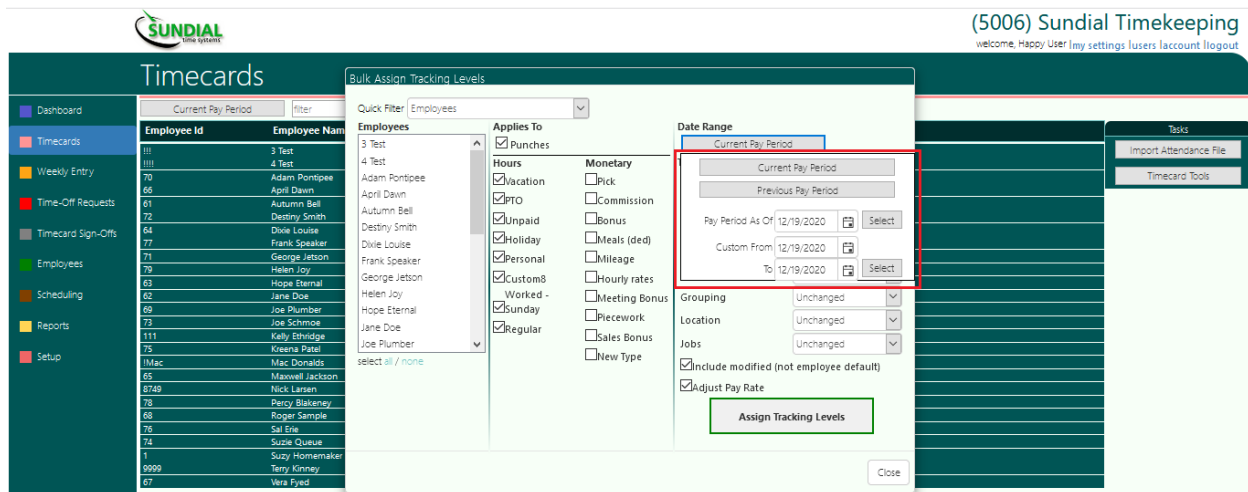 SUNDIAL
time systems
(5006) Sundial Timekeeping
welcome, Happy User |my settings |users |account |logout
Timecards
Dashboard
Timecards
Weekly Entry
Time-Off Requests
Timecard Sign-Offs
Employees
Scheduling
Reports
Setup
Current Pay Period
filter
Employee Id Employee Nam
!!! 3 Test
!!!! 4 Test
70 Adam Pontipee
66 April Dawn
61 Autumn Bell
72 Destiny Smith
64 Dixie Louise
77 Frank Speaker
71 George Jetson
79 Helen Joy
63 Hope Eternal
62 Jane Doe
69 Joe Plumber
73 Joe Schmoe
111 Kelly Ethridge
75 Kreena Patel
!Mac Mac Donalds
65 Maxwell Jackson
8749 Nick Larsen
78 Percy Blakeney
68 Roger Sample
76 Sal Erie
74 Suzie Queue
1 Suzy Homemaker
9999 Terry Kinney
67 Vera Fyed
Bulk Assign Tracking Levels
Quick Filter Employees
Employees
3 Test
4 Test
Adam Pontipee
April Dawn
Autumn Bell
Destiny Smith
Dixie Louise
Frank Speaker
George Jetson
Helen Joy
Hope Eternal
Jane Doe
Joe Plumber
select all / none
Applies To
Punches
Hours
Vacation
PTO
Unpaid
Holiday
Personal
Custom8
Worked -
Sunday
Regular
Monetary
Pick
Commission
Bonus
Meals (ded)
Mileage
Hourly rates
Meeting Bonus
Piecework
Sales Bonus
New Type
Date Range
Current Pay Period
Current Pay Period
Previous Pay Period
Pay Period As Of 12/19/2020 Select
Custom From 12/19/2020
To 12/19/2020 Select
Grouping Unchanged
Location Unchanged
Jobs Unchanged
Include modified (not employee default)
Adjust Pay Rate
Assign Tracking Levels
Close
Tasks
Import Attendance File
Timecard Tools